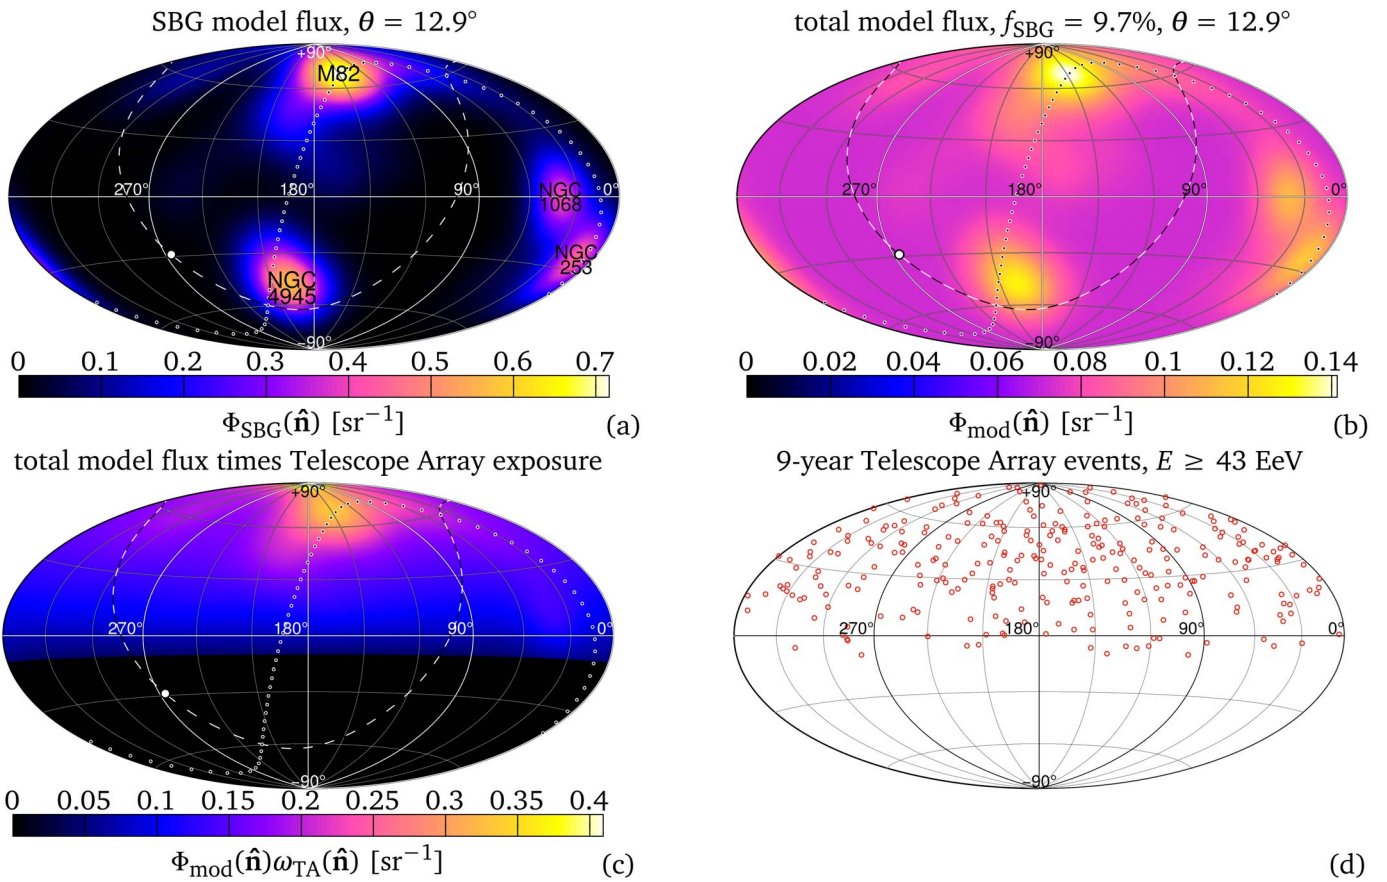 SBG model flux, θ = 12.9°
+90°
M82
270°
180°
90°
0°
NGC
1068
NGC
253
NGC
4945
−90°
0 0.1 0.2 0.3 0.4 0.5 0.6 0.7
Φ_SBG(n̂) [sr⁻¹]
(a)
total model flux, f_SBG = 9.7%, θ = 12.9°
+90°
270°
180°
90°
0°
−90°
0 0.02 0.04 0.06 0.08 0.1 0.12 0.14
Φ_mod(n̂) [sr⁻¹]
(b)
total model flux times Telescope Array exposure
+90°
270°
180°
90°
0°
−90°
0 0.05 0.1 0.15 0.2 0.25 0.3 0.35 0.4
Φ_mod(n̂)ω_TA(n̂) [sr⁻¹]
(c)
9-year Telescope Array events, E ≥ 43 EeV
+90°
270°
180°
90°
0°
−90°
(d)